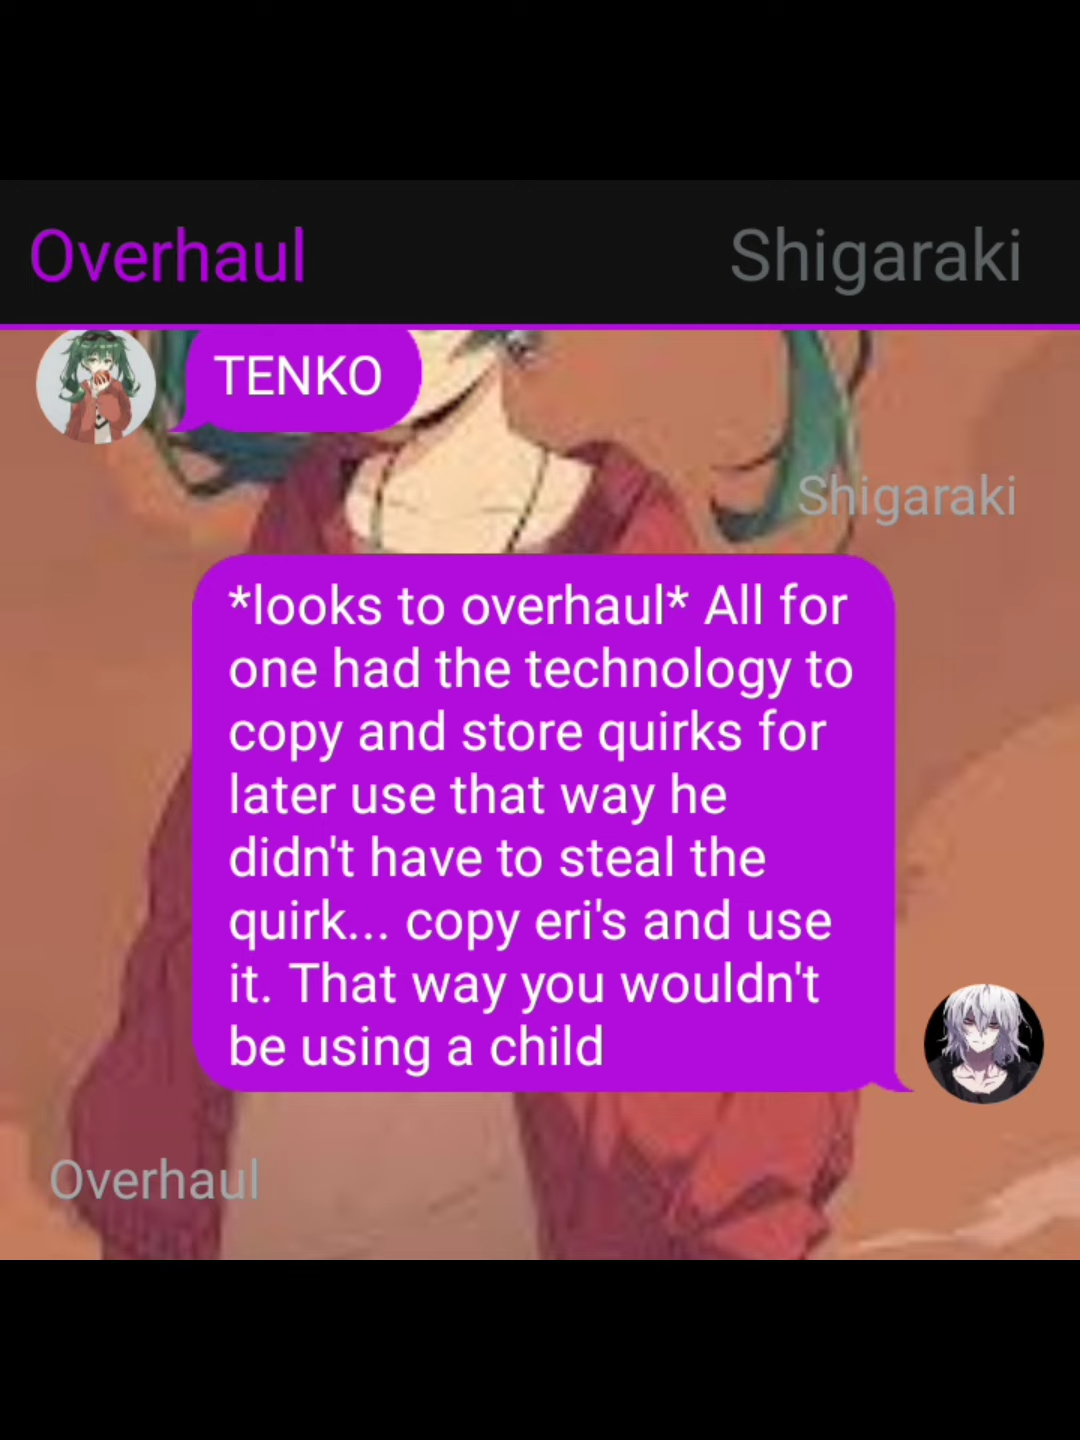 Overhaul Shigaraki
TENKO
Shigaraki
*looks to overhaul* All for
one had the technology to
copy and store quirks for
later use that way he
didn't have to steal the
quirk... copy eri's and use
it. That way you wouldn't
be using a child
Overhaul